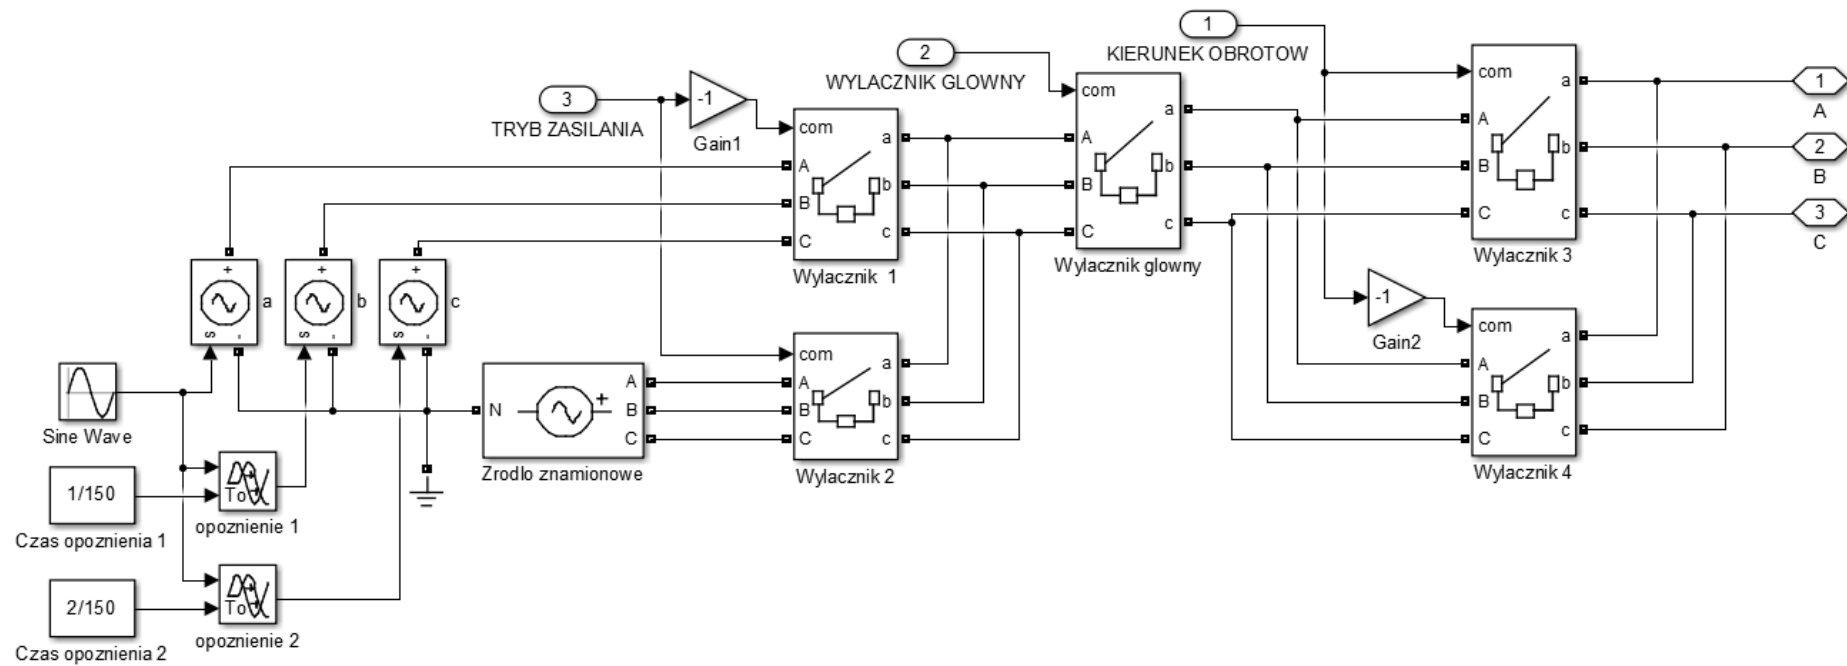 1
KIERUNEK OBROTOW
2
WYLACZNIK GLOWNY
3
TRYB ZASILANIA
-1
Gain1
com
A
B
C
a
b
c
Wylacznik 1
com
A
B
C
a
b
c
Wylacznik glowny
com
A
B
C
a
b
c
Wylacznik 3
1
A
2
B
3
C
+
s
-
a
+
s
-
b
+
s
-
c
Sine Wave
N
+
A
B
C
Zrodlo znamionowe
com
A
B
C
a
b
c
Wylacznik 2
-1
Gain2
com
A
B
C
a
b
c
Wylacznik 4
1/150
Czas opoznienia 1
To
opoznienie 1
2/150
Czas opoznienia 2
To
opoznienie 2